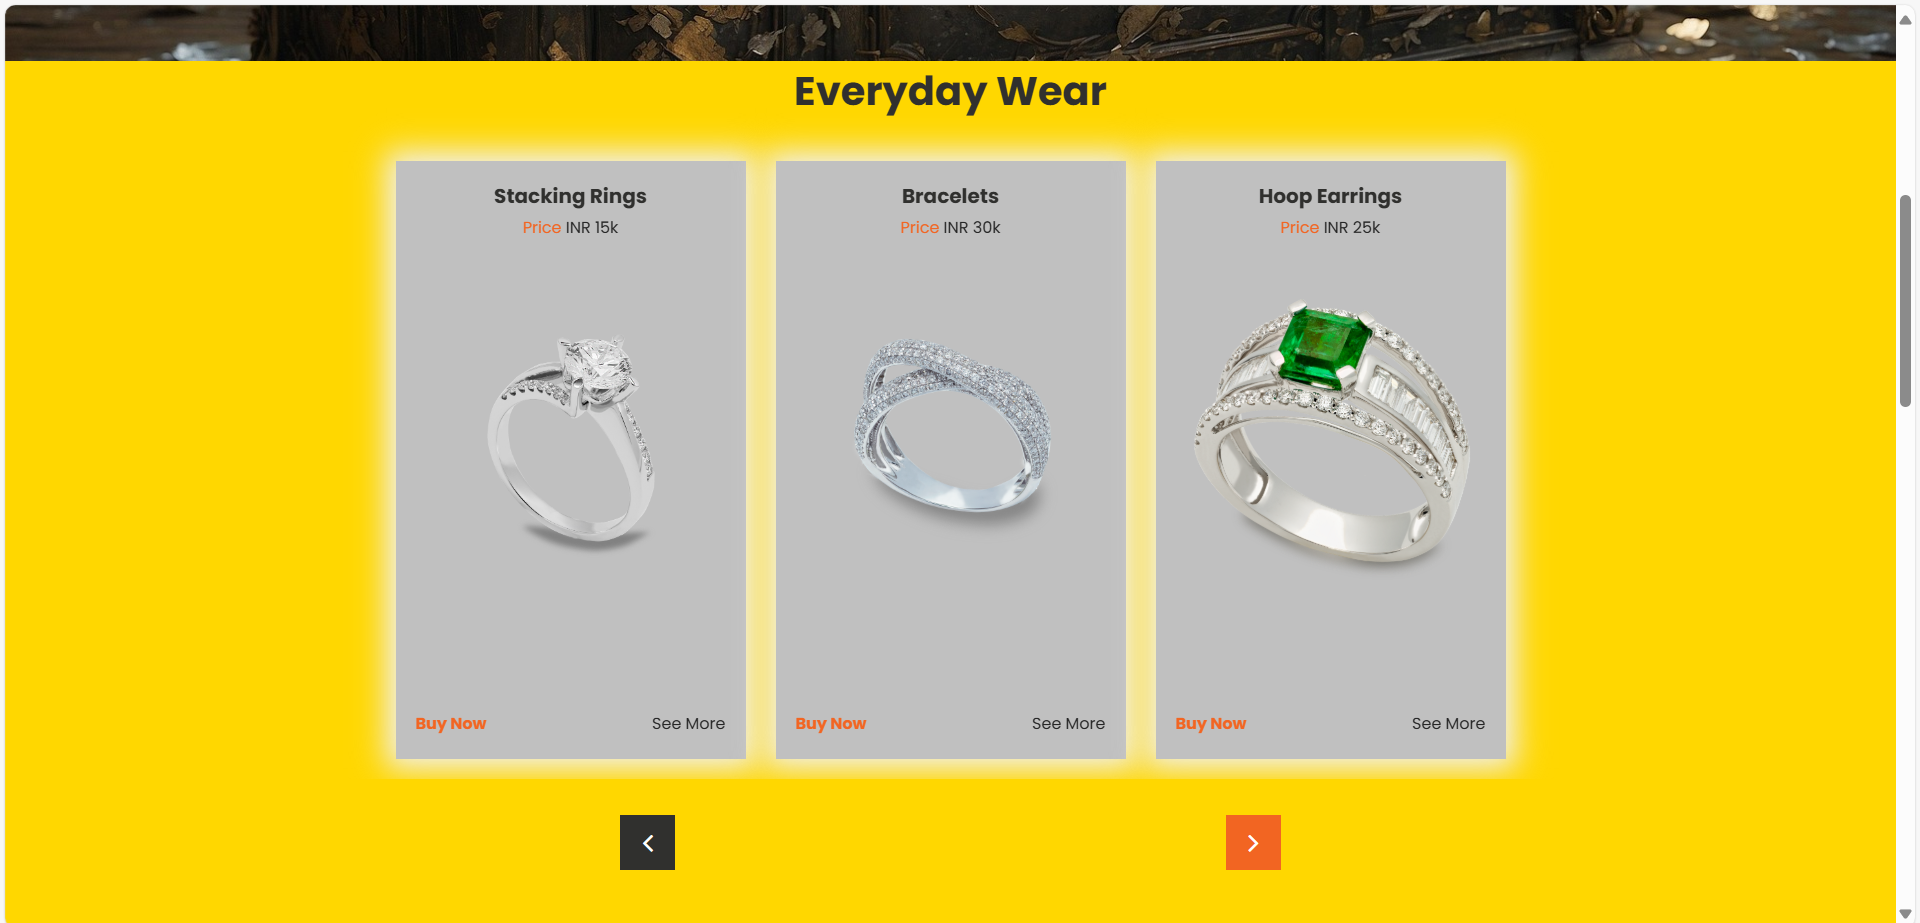 Everyday Wear
Stacking Rings
Price INR 15k
Buy Now
See More
Bracelets
Price INR 30k
Buy Now
See More
Hoop Earrings
Price INR 25k
Buy Now
See More